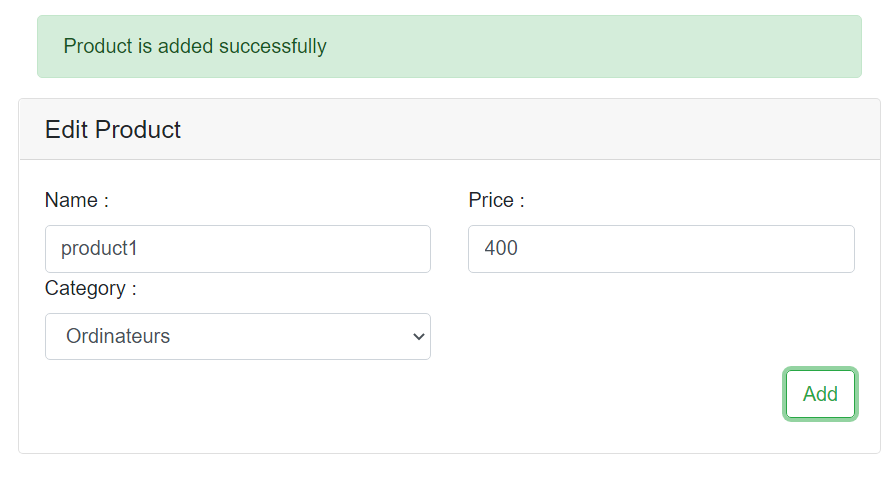 Product is added successfully
Edit Product
Name :
Price :
product1
400
Category :
Ordinateurs
Add